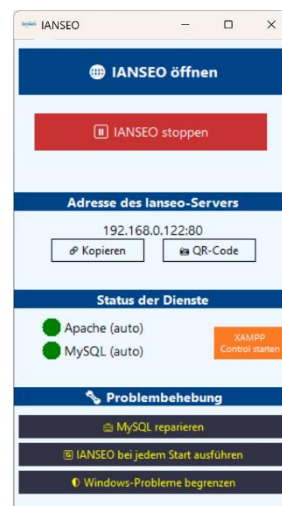 IANSEO
IANSEO öffnen
IANSEO stoppen
Adresse des Ianseo-Servers
192.168.0.122:80
Kopieren
QR-Code
Status der Dienste
Apache (auto)
MySQL (auto)
XAMPP
Control starten
Problembehebung
MySQL reparieren
IANSEO bei jedem Start ausführen
Windows-Probleme begrenzen